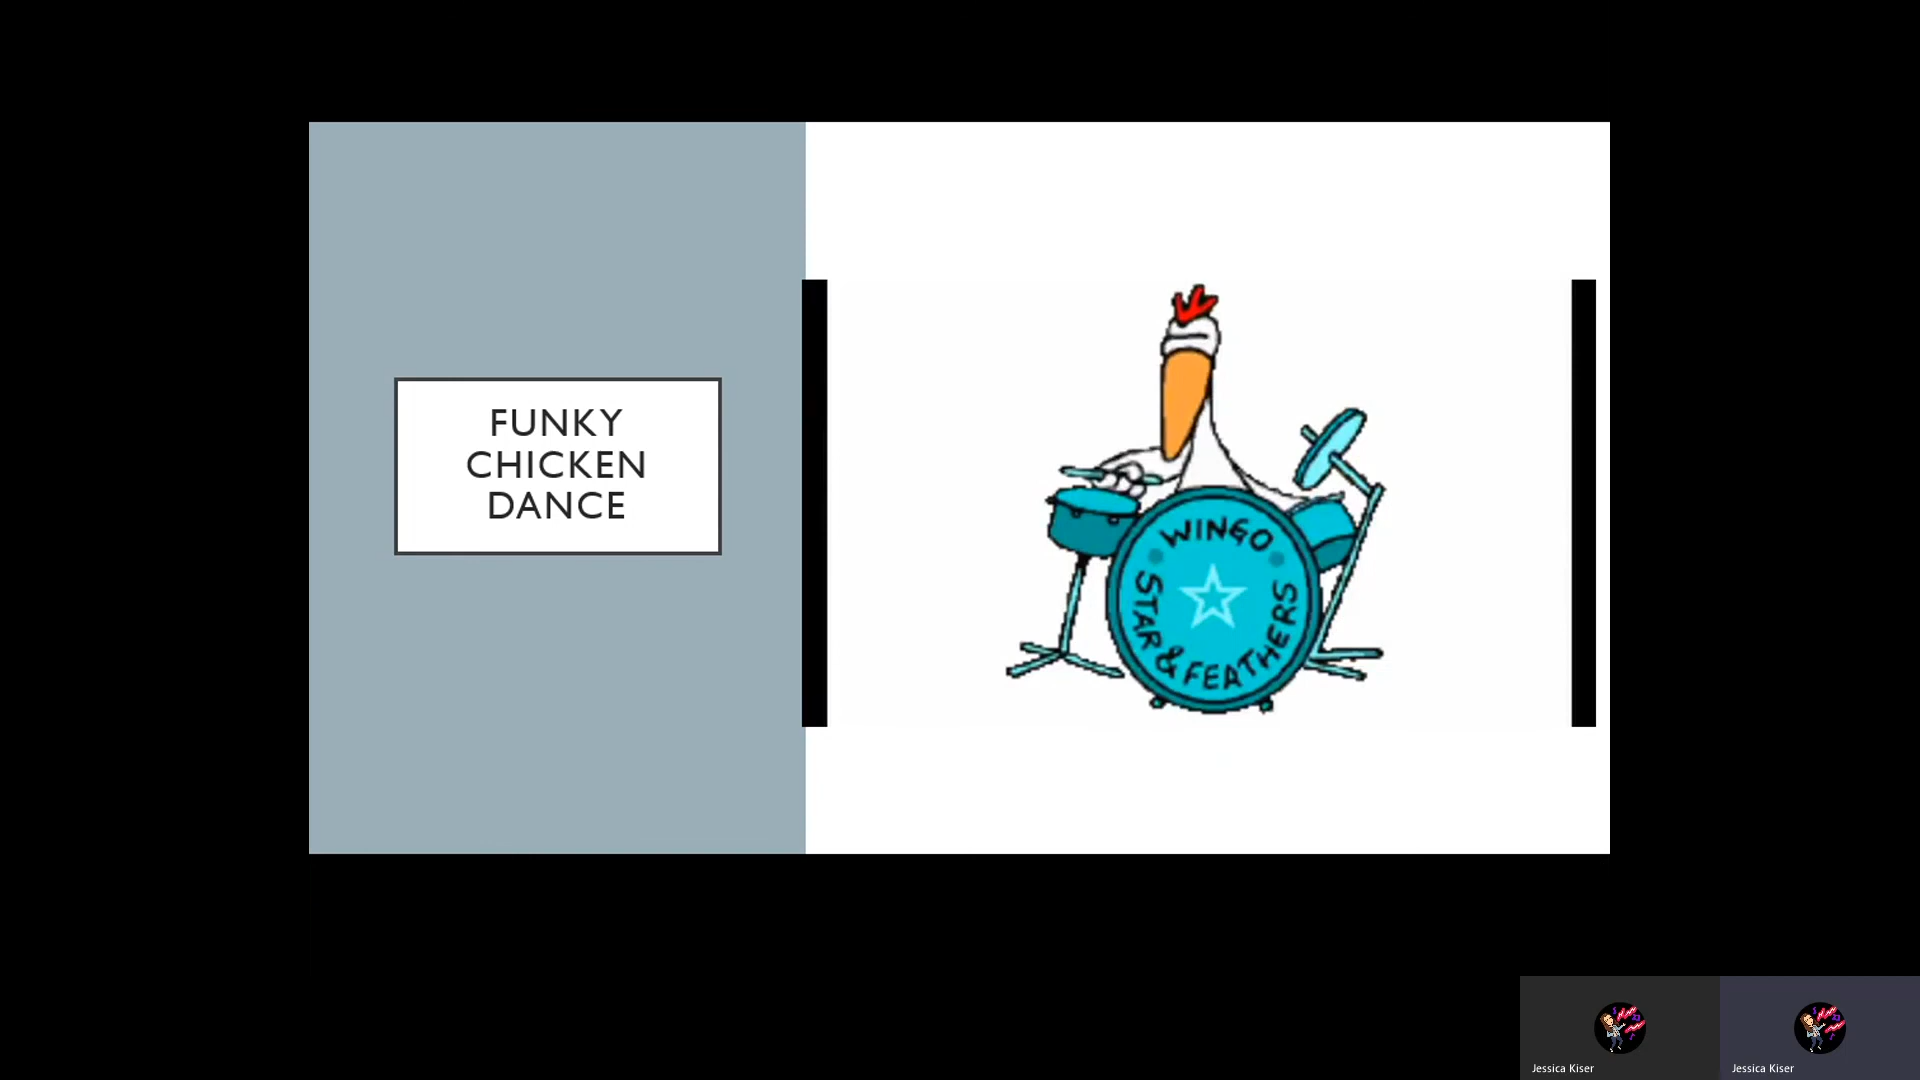 FUNKY
CHICKEN
DANCE
WINGO
STAR & FEATHERS
Jessica Kiser
Jessica Kiser